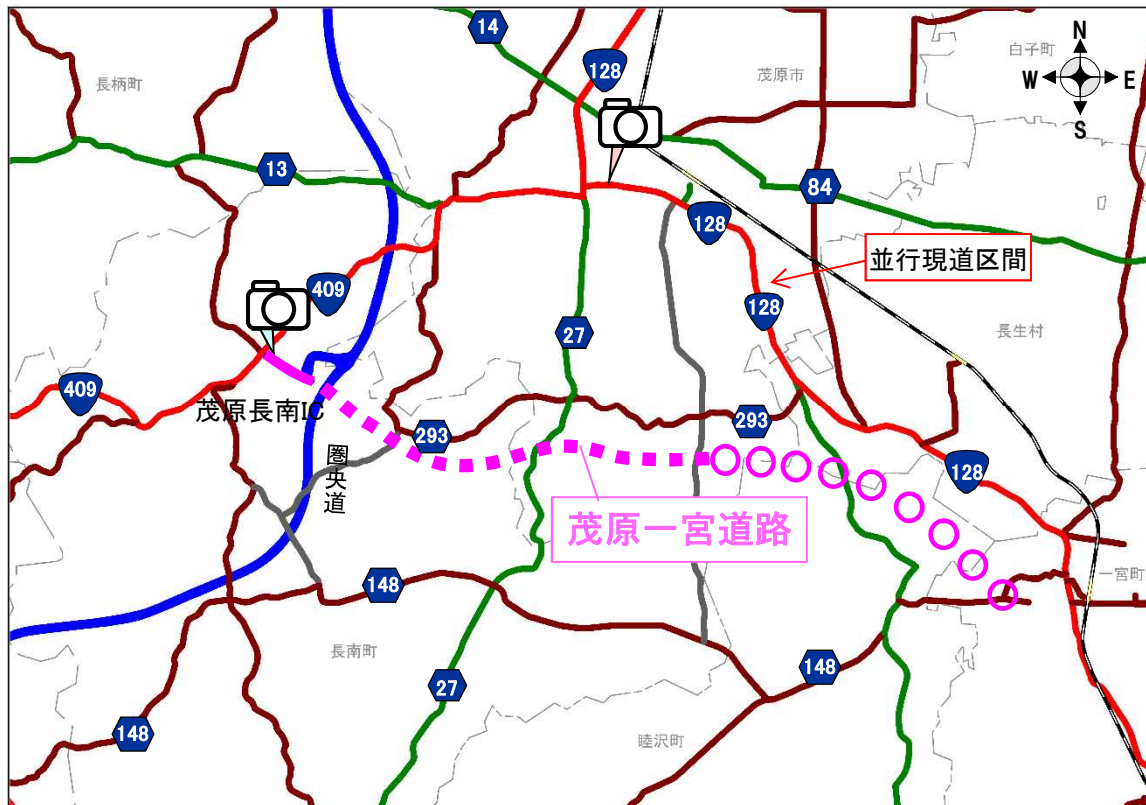 14
N
白子町
128
茂原市
W
E
長柄町
S
13
84
128
並行現道区間
409
128
27
長生村
409
茂原長南IC
293
293
圏央道
128
茂原一宮道路
148
一宮町
長南町
148
27
148
睦沢町